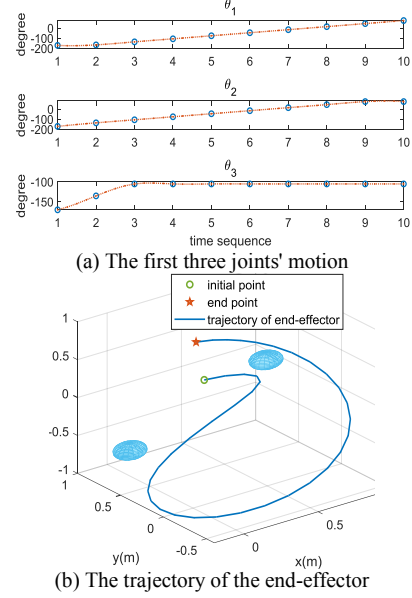 θ1
degree
0
-100
-200
1 2 3 4 5 6 7 8 9 10
θ2
degree
0
-100
-200
1 2 3 4 5 6 7 8 9 10
θ3
degree
-100
-150
1 2 3 4 5 6 7 8 9 10
time sequence
(a) The first three joints' motion
initial point
end point
trajectory of end-effector
1
0.5
0
-0.5
-1
1
0.5
0
-0.5
y(m)
0
0.5
x(m)
(b) The trajectory of the end-effector